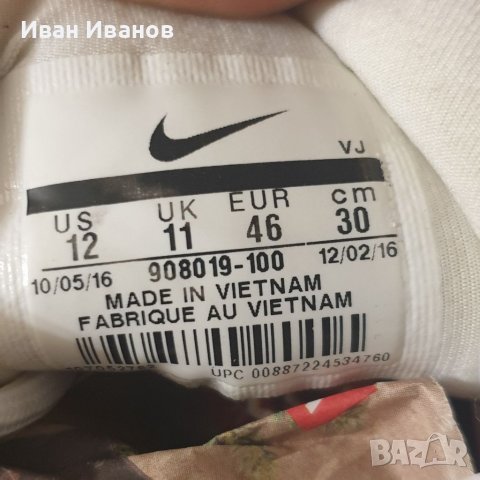 Иван Иванов
VJ
US UK EUR cm
12 11 46 30
10/05/16 908019-100 12/02/16
MADE IN VIETNAM
FABRIQUE AU VIETNAM
UPC 00887224534760
BAZAR